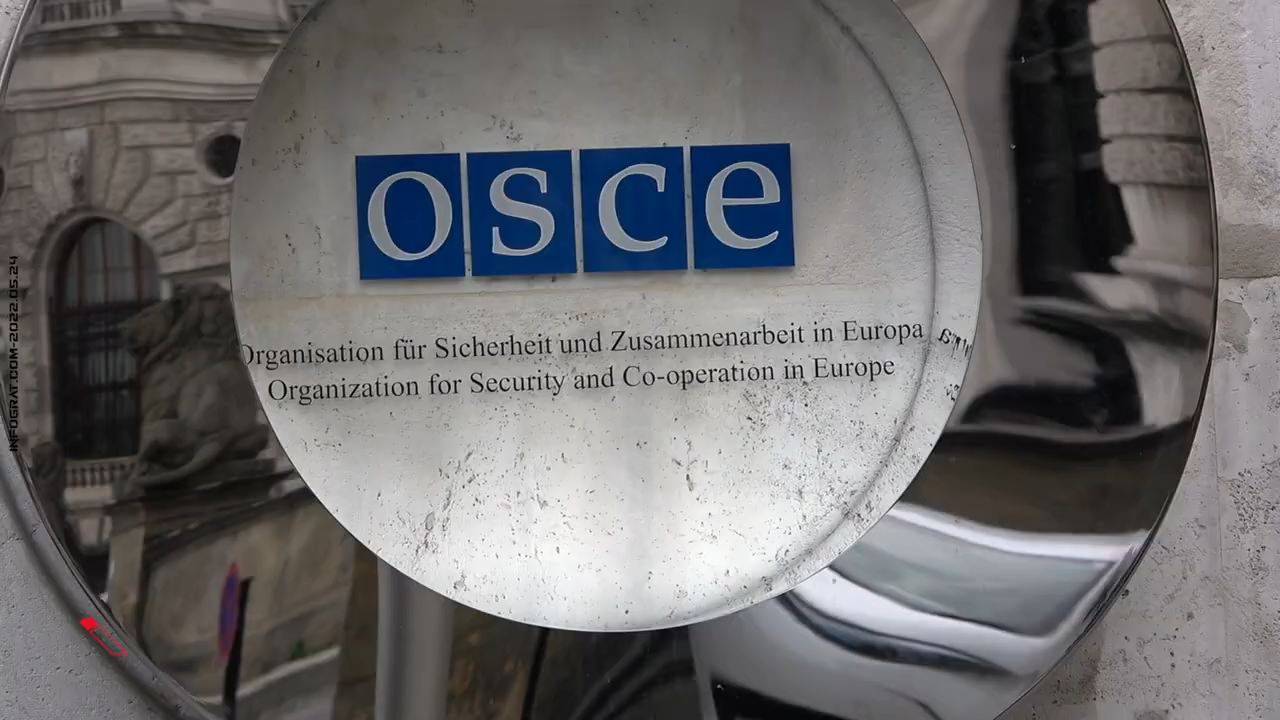 osce
Organisation für Sicherheit und Zusammenarbeit in Europa
Organization for Security and Co-operation in Europe
INFOGRAT.COM-2022.05.24